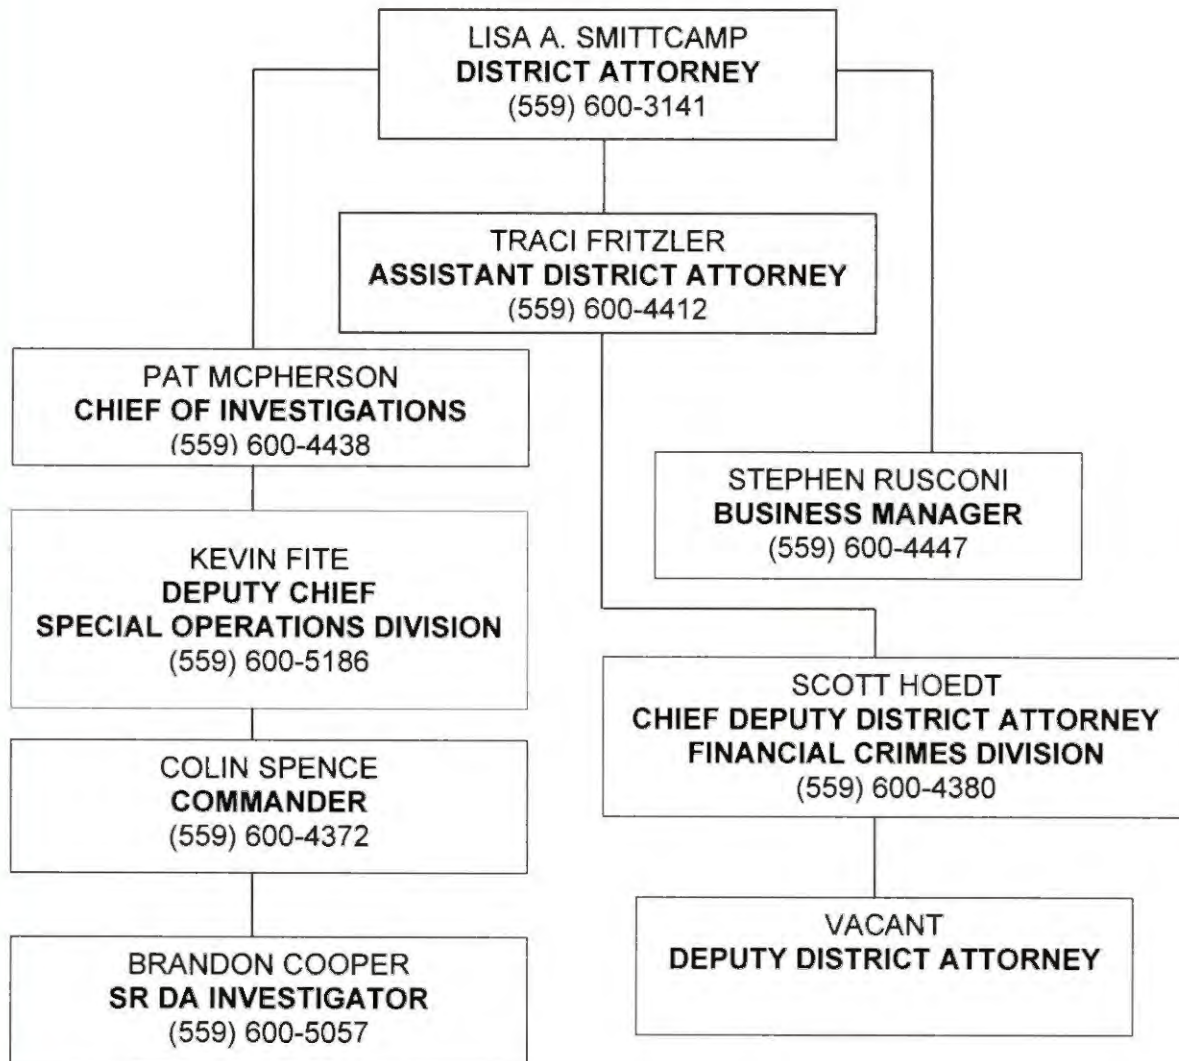 LISA A. SMITTCAMP
DISTRICT ATTORNEY
(559) 600-3141
TRACI FRITZLER
ASSISTANT DISTRICT ATTORNEY
(559) 600-4412
PAT MCPHERSON
CHIEF OF INVESTIGATIONS
(559) 600-4438
STEPHEN RUSCONI
BUSINESS MANAGER
(559) 600-4447
KEVIN FITE
DEPUTY CHIEF
SPECIAL OPERATIONS DIVISION
(559) 600-5186
SCOTT HOEDT
CHIEF DEPUTY DISTRICT ATTORNEY
FINANCIAL CRIMES DIVISION
(559) 600-4380
COLIN SPENCE
COMMANDER
(559) 600-4372
VACANT
DEPUTY DISTRICT ATTORNEY
BRANDON COOPER
SR DA INVESTIGATOR
(559) 600-5057